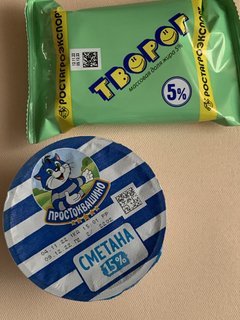 РОСТАГРОЭКСПОРТ
ТВОРОГ
массовая доля жира 5%
5%
РОСТАГРОЭКСПОРТ
ПРОСТОКВАШИНО
СМЕТАНА
15%